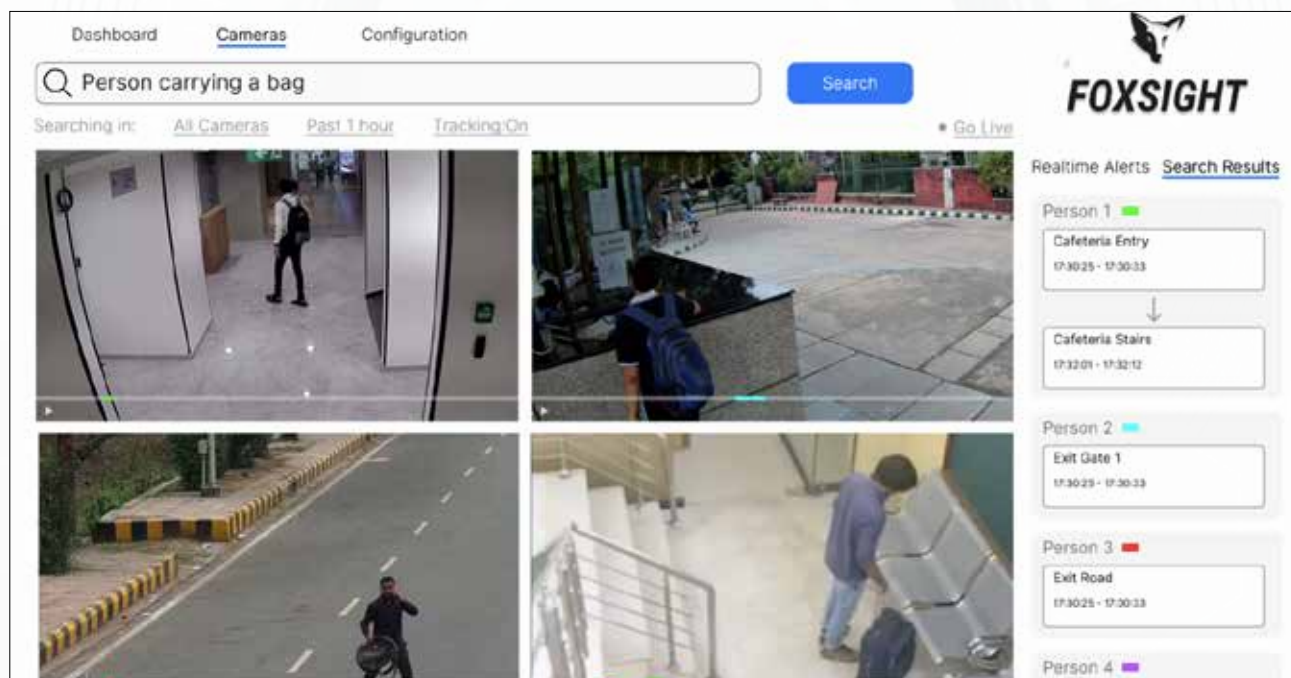 Dashboard Cameras Configuration
Person carrying a bag
Search
Searching in: All Cameras Past 1 hour Tracking On
Go Live
FOXSIGHT
Realtime Alerts Search Results
Person 1
Cafeteria Entry
17:30:25 - 17:30:33
Cafeteria Stairs
17:32:01 - 17:32:12
Person 2
Exit Gate 1
17:30:25 - 17:30:33
Person 3
Exit Road
17:30:25 - 17:30:33
Person 4